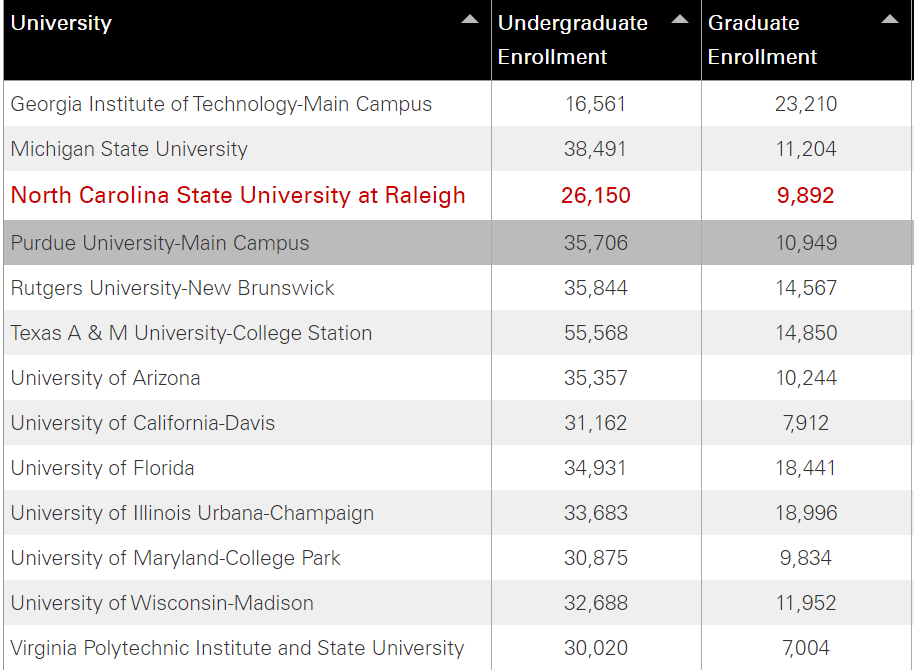 University Undergraduate Enrollment Graduate Enrollment
Georgia Institute of Technology-Main Campus 16,561 23,210
Michigan State University 38,491 11,204
North Carolina State University at Raleigh 26,150 9,892
Purdue University-Main Campus 35,706 10,949
Rutgers University-New Brunswick 35,844 14,567
Texas A & M University-College Station 55,568 14,850
University of Arizona 35,357 10,244
University of California-Davis 31,162 7,912
University of Florida 34,931 18,441
University of Illinois Urbana-Champaign 33,683 18,996
University of Maryland-College Park 30,875 9,834
University of Wisconsin-Madison 32,688 11,952
Virginia Polytechnic Institute and State University 30,020 7,004